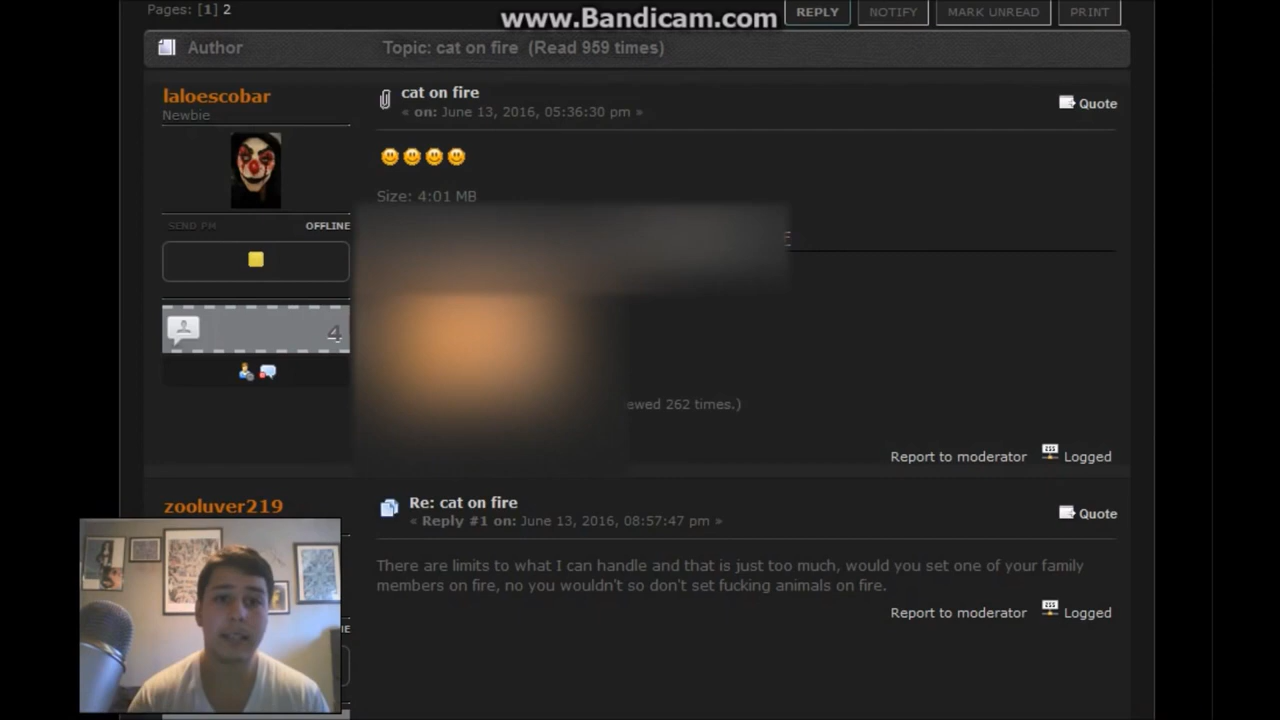 www.Bandicam.com
Pages: [1] 2
REPLY
NOTIFY
MARK UNREAD
PRINT
Author
Topic: cat on fire (Read 959 times)
laloescobar
Newbie
cat on fire
« on: June 13, 2016, 05:36:30 pm »
Quote
Size: 4:01 MB
SEND PM
OFFLINE
4
ewed 262 times.)
Report to moderator
Logged
zooluver219
Re: cat on fire
« Reply #1 on: June 13, 2016, 08:57:47 pm »
Quote
There are limits to what I can handle and that is just too much, would you set one of your family
members on fire, no you wouldn't so don't set fucking animals on fire.
Report to moderator
Logged